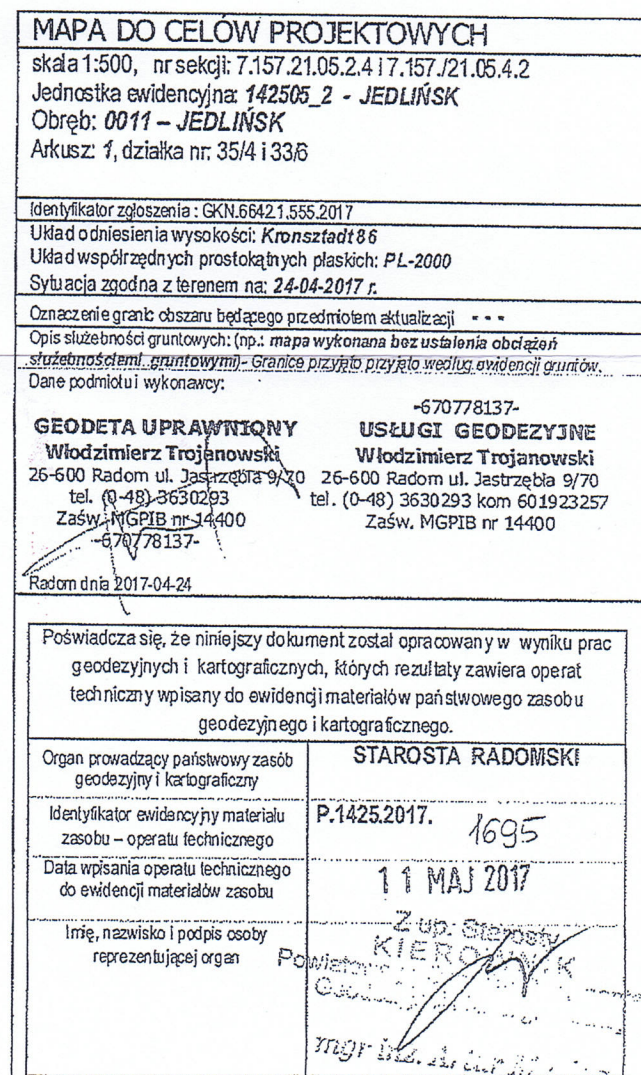 MAPA DO CELÓW PROJEKTOWYCH
skala 1:500, nr sekcji: 7.157.21.05.2.4 i 7.157./21.05.4.2
Jednostka ewidencyjna: 142505_2 - JEDLIŃSK
Obręb: 0011 – JEDLIŃSK
Arkusz: 1, działka nr: 35/4 i 33/6
Identyfikator zgłoszenia : GKN.6642.1.555.2017
Układ odniesienia wysokości: Kronsztadt 86
Układ współrzędnych prostokątnych płaskich: PL-2000
Sytuacja zgodna z terenem na: 24-04-2017 r.
Oznaczenie granic obszaru będącego przedmiotem aktualizacji • • •
Opis służebności gruntowych: (np.: mapa wykonana bez ustalenia obciążeń
służebnościemi gruntowymi)- Granice przyjęto przyjęto według ewidencji gruntów.
Dane podmiotu i wykonawcy:
GEODETA UPRAWNIONY
Włodzimierz Trojanowski
26-600 Radom ul. Jastrzębia 9/70
tel. (0-48) 3630293
Zaśw. MGPIB nr 14400
-670778137-
-670778137-
USŁUGI GEODEZYJNE
Włodzimierz Trojanowski
26-600 Radom ul. Jastrzębia 9/70
tel. (0-48) 3630293 kom 601923257
Zaśw. MGPIB nr 14400
Radom dnia 2017-04-24
Poświadcza się, że niniejszy dokument został opracowany w wyniku prac
geodezyjnych i kartograficznych, których rezultaty zawiera operat
techniczny wpisany do ewidencji materiałów państwowego zasobu
geodezyjnego i kartograficznego.
Organ prowadzący państwowy zasób
geodezyjny i kartograficzny
STAROSTA RADOMSKI
Identyfikator ewidencyjny materiału
zasobu – operatu technicznego
P.1425.2017. 1695
Data wpisania operatu technicznego
do ewidencji materiałów zasobu
11 MAJ 2017
Imię, nazwisko i podpis osoby
reprezentującej organ
Z up. Starosty
KIEROWNIK
mgr inż. Artur